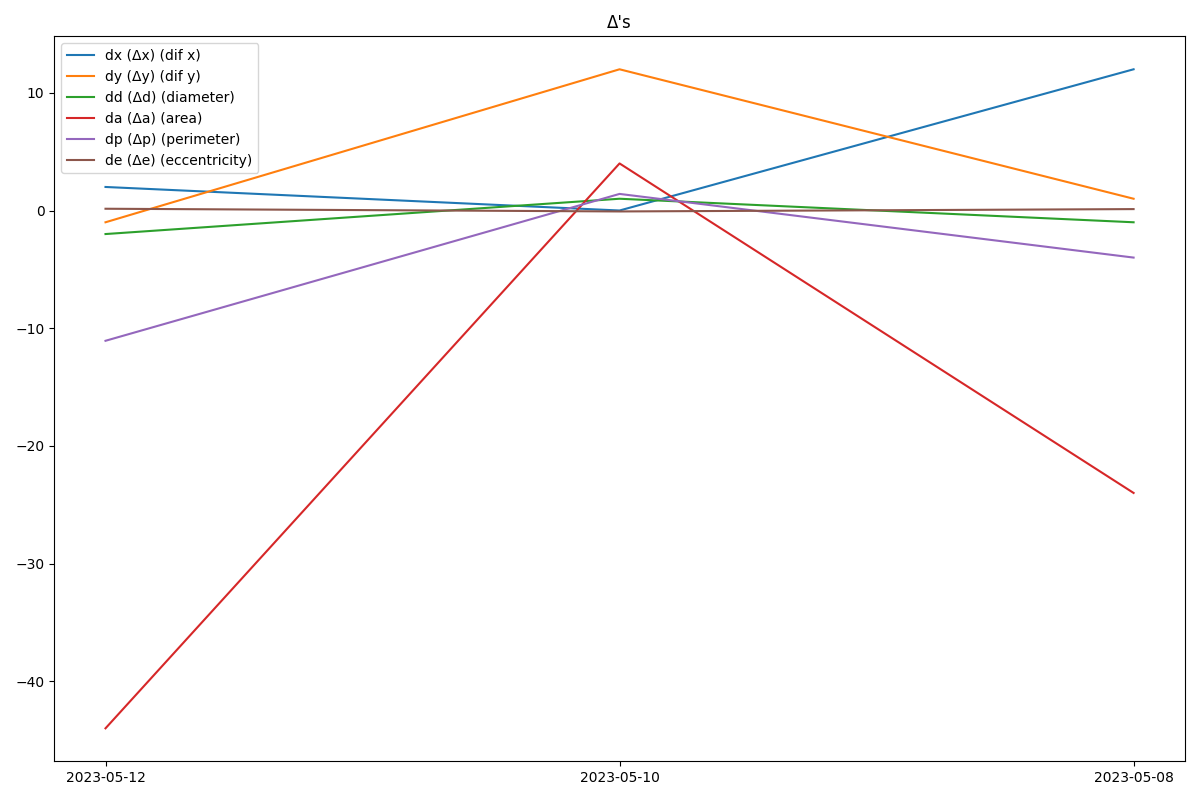 Δ's
dx (Δx) (dif x)
dy (Δy) (dif y)
dd (Δd) (diameter)
da (Δa) (area)
dp (Δp) (perimeter)
de (Δe) (eccentricity)
10
0
−10
−20
−30
−40
2023-05-12 2023-05-10 2023-05-08